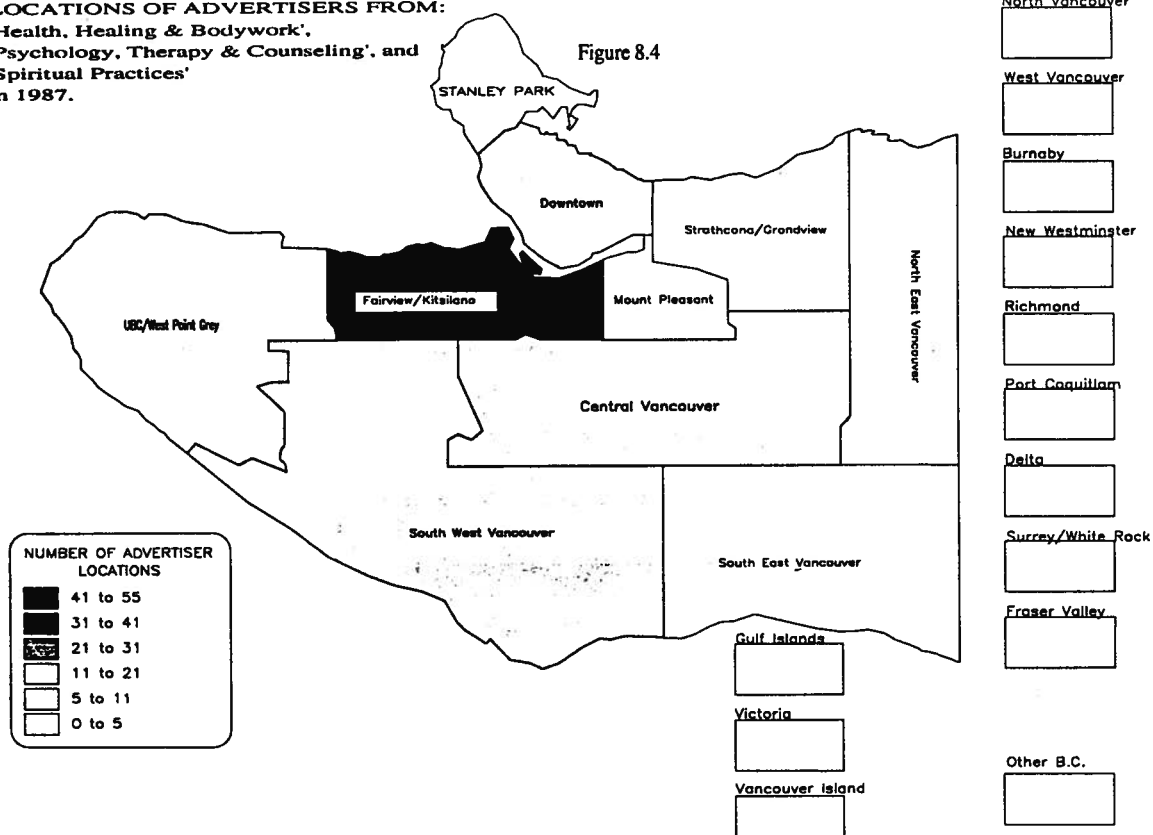 LOCATIONS OF ADVERTISERS FROM:
Health, Healing & Bodywork',
Psychology, Therapy & Counseling', and
Spiritual Practices'
n 1987.
Figure 8.4
STANLEY PARK
Downtown
Strathcona/Grandview
North East Vancouver
Fairview/Kitsilano
Mount Pleasant
UBC/West Point Grey
Central Vancouver
South West Vancouver
South East Vancouver
NUMBER OF ADVERTISER
LOCATIONS
41 to 55
31 to 41
21 to 31
11 to 21
5 to 11
0 to 5
Gulf Islands
Victoria
Vancouver Island
North Vancouver
West Vancouver
Burnaby
New Westminster
Richmond
Port Coquitlam
Delta
Surrey/White Rock
Fraser Valley
Other B.C.